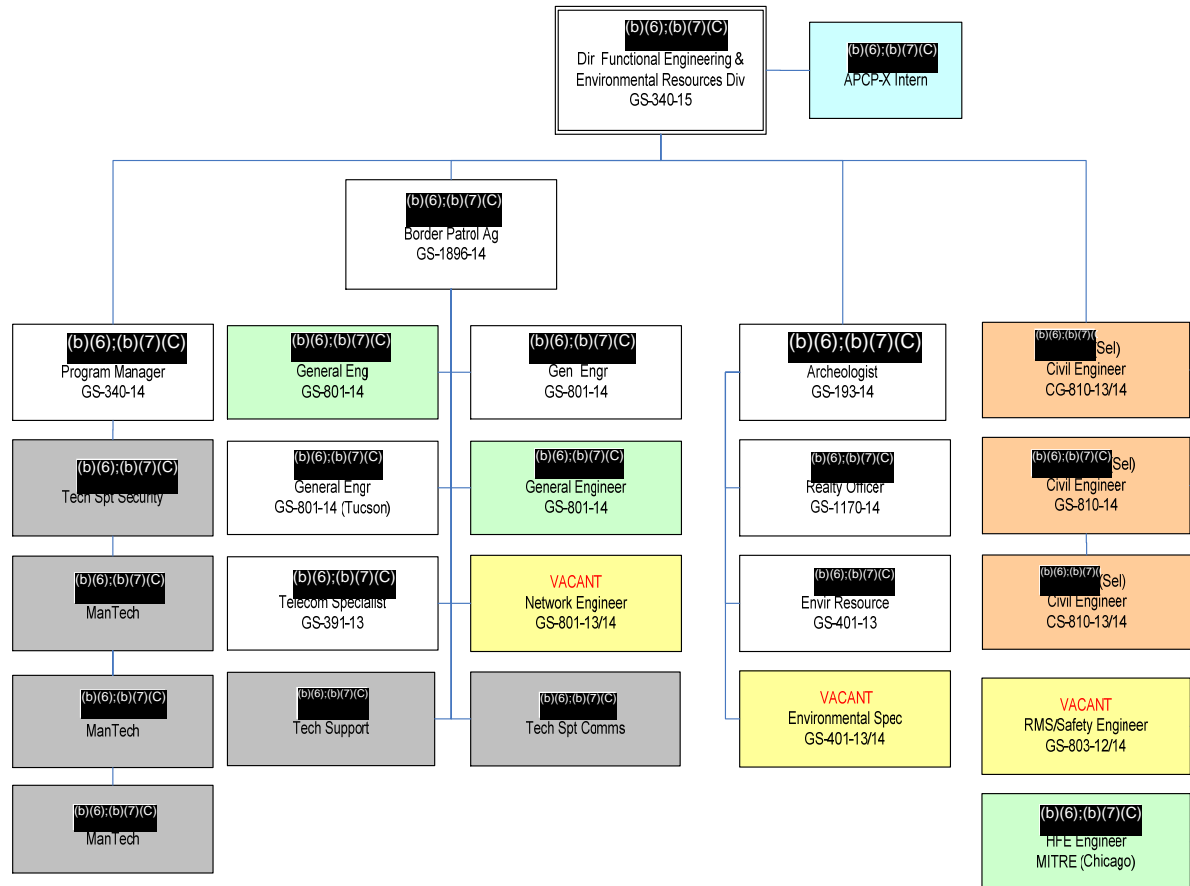 (b)(6);(b)(7)(C)
Dir Functional Engineering &
Environmental Resources Div
GS-340-15
(b)(6);(b)(7)(C)
APCP-X Intern
(b)(6);(b)(7)(C)
Border Patrol Ag
GS-1896-14
(b)(6);(b)(7)(C)
Program Manager
GS-340-14
(b)(6);(b)(7)(C)
General Eng
GS-801-14
(b)(6);(b)(7)(C)
Gen Engr
GS-801-14
(b)(6);(b)(7)(C)
Archeologist
GS-193-14
(b)(6);(b)(7)( (Sel)
Civil Engineer
CG-810-13/14
(b)(6);(b)(7)(C)
Tech Spt Security
(b)(6);(b)(7)(C)
General Engr
GS-801-14 (Tucson)
(b)(6);(b)(7)(C)
General Engineer
GS-801-14
(b)(6);(b)(7)(C)
Realty Officer
GS-1170-14
(b)(6);(b)(7)(C) (Sel)
Civil Engineer
GS-810-14
(b)(6);(b)(7)(C)
ManTech
(b)(6);(b)(7)(C)
Telecom Specialist
GS-391-13
VACANT
Network Engineer
GS-801-13/14
(b)(6);(b)(7)(C)
Envir Resource
GS-401-13
(b)(6);(b)(7)( (Sel)
Civil Engineer
CS-810-13/14
(b)(6);(b)(7)(C)
ManTech
(b)(6);(b)(7)(C)
Tech Support
(b)(6);(b)(7)(C)
Tech Spt Comms
VACANT
Environmental Spec
GS-401-13/14
VACANT
RMS/Safety Engineer
GS-803-12/14
(b)(6);(b)(7)(C)
ManTech
(b)(6);(b)(7)(C)
HFE Engineer
MITRE (Chicago)